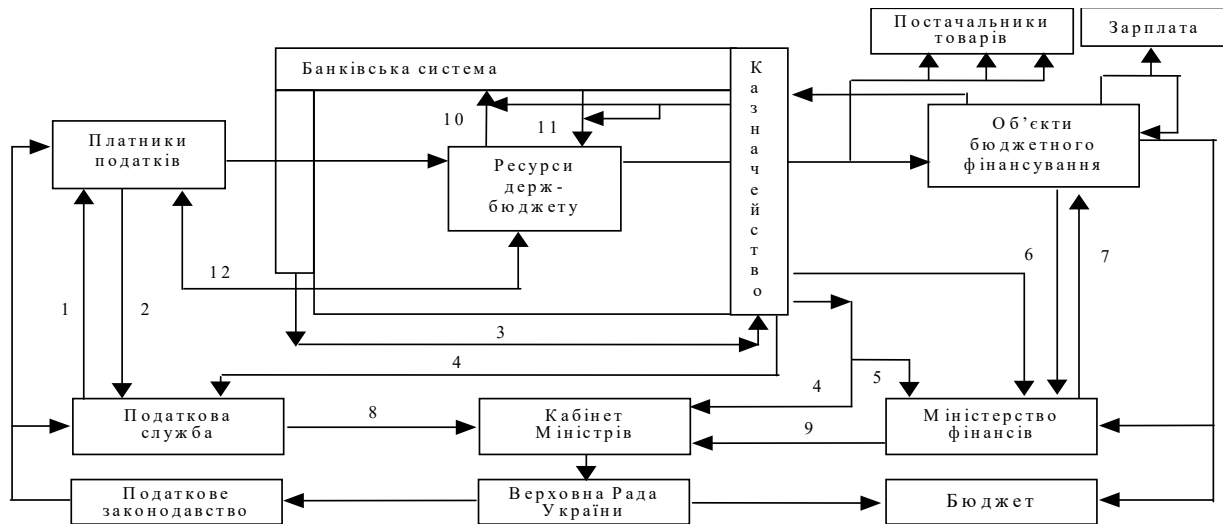 Постачальники
товарів
Зарплата
Банківська система
Казначейство
10
11
Платники
податків
Ресурси
держ-
бюджету
Об’єкти
бюджетного
фінансування
12
6
7
1
2
3
4
5
4
Податкова
служба
8
Кабінет
Міністрів
9
Міністерство
фінансів
Податкове
законодавство
Верховна Рада
України
Бюджет